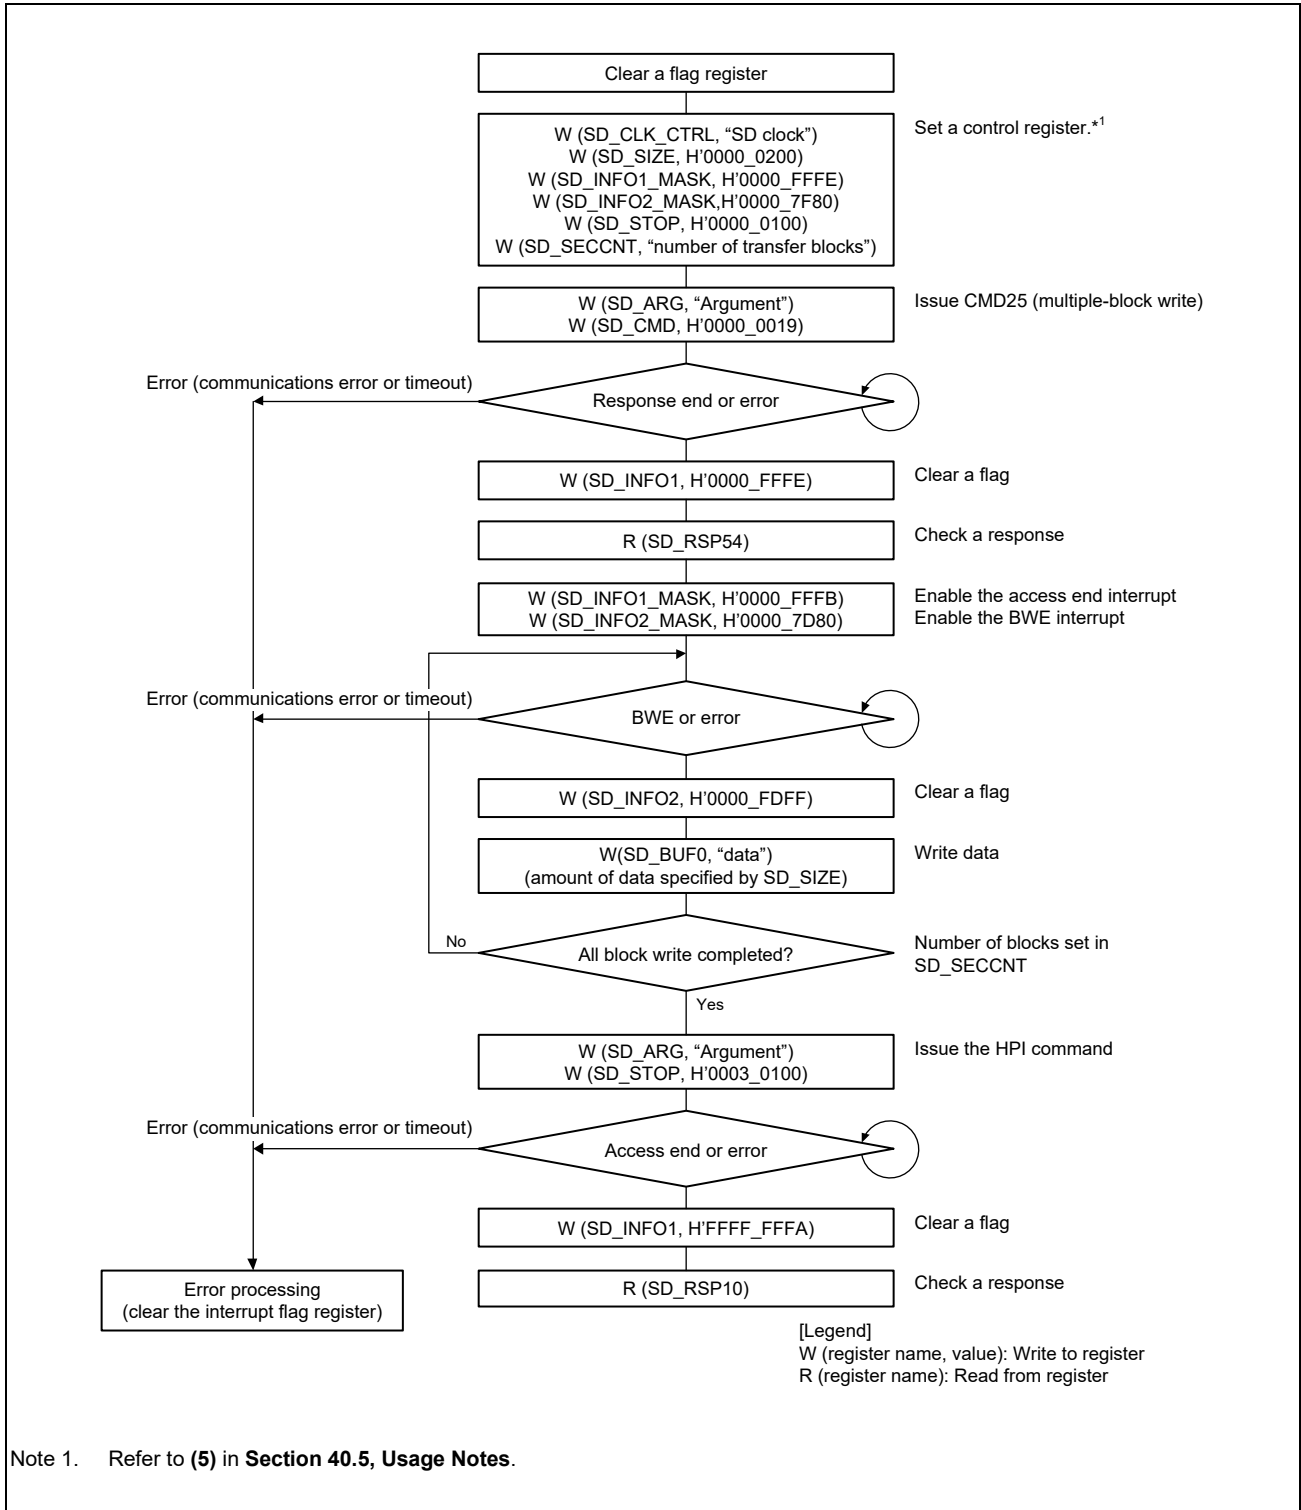 Clear a flag register
W (SD_CLK_CTRL, “SD clock”)
W (SD_SIZE, H’0000_0200)
W (SD_INFO1_MASK, H’0000_FFFE)
W (SD_INFO2_MASK,H’0000_7F80)
W (SD_STOP, H’0000_0100)
W (SD_SECCNT, “number of transfer blocks”)
Set a control register.*1
W (SD_ARG, “Argument”)
W (SD_CMD, H’0000_0019)
Issue CMD25 (multiple-block write)
Error (communications error or timeout)
Response end or error
W (SD_INFO1, H’0000_FFFE)
Clear a flag
R (SD_RSP54)
Check a response
W (SD_INFO1_MASK, H’0000_FFFB)
W (SD_INFO2_MASK, H’0000_7D80)
Enable the access end interrupt
Enable the BWE interrupt
Error (communications error or timeout)
BWE or error
W (SD_INFO2, H’0000_FDFF)
Clear a flag
W(SD_BUF0, “data”)
(amount of data specified by SD_SIZE)
Write data
No
All block write completed?
Number of blocks set in
SD_SECCNT
Yes
W (SD_ARG, “Argument”)
W (SD_STOP, H’0003_0100)
Issue the HPI command
Error (communications error or timeout)
Access end or error
W (SD_INFO1, H’FFFF_FFFA)
Clear a flag
Error processing
(clear the interrupt flag register)
R (SD_RSP10)
Check a response
[Legend]
W (register name, value): Write to register
R (register name): Read from register
Note 1. Refer to (5) in Section 40.5, Usage Notes.